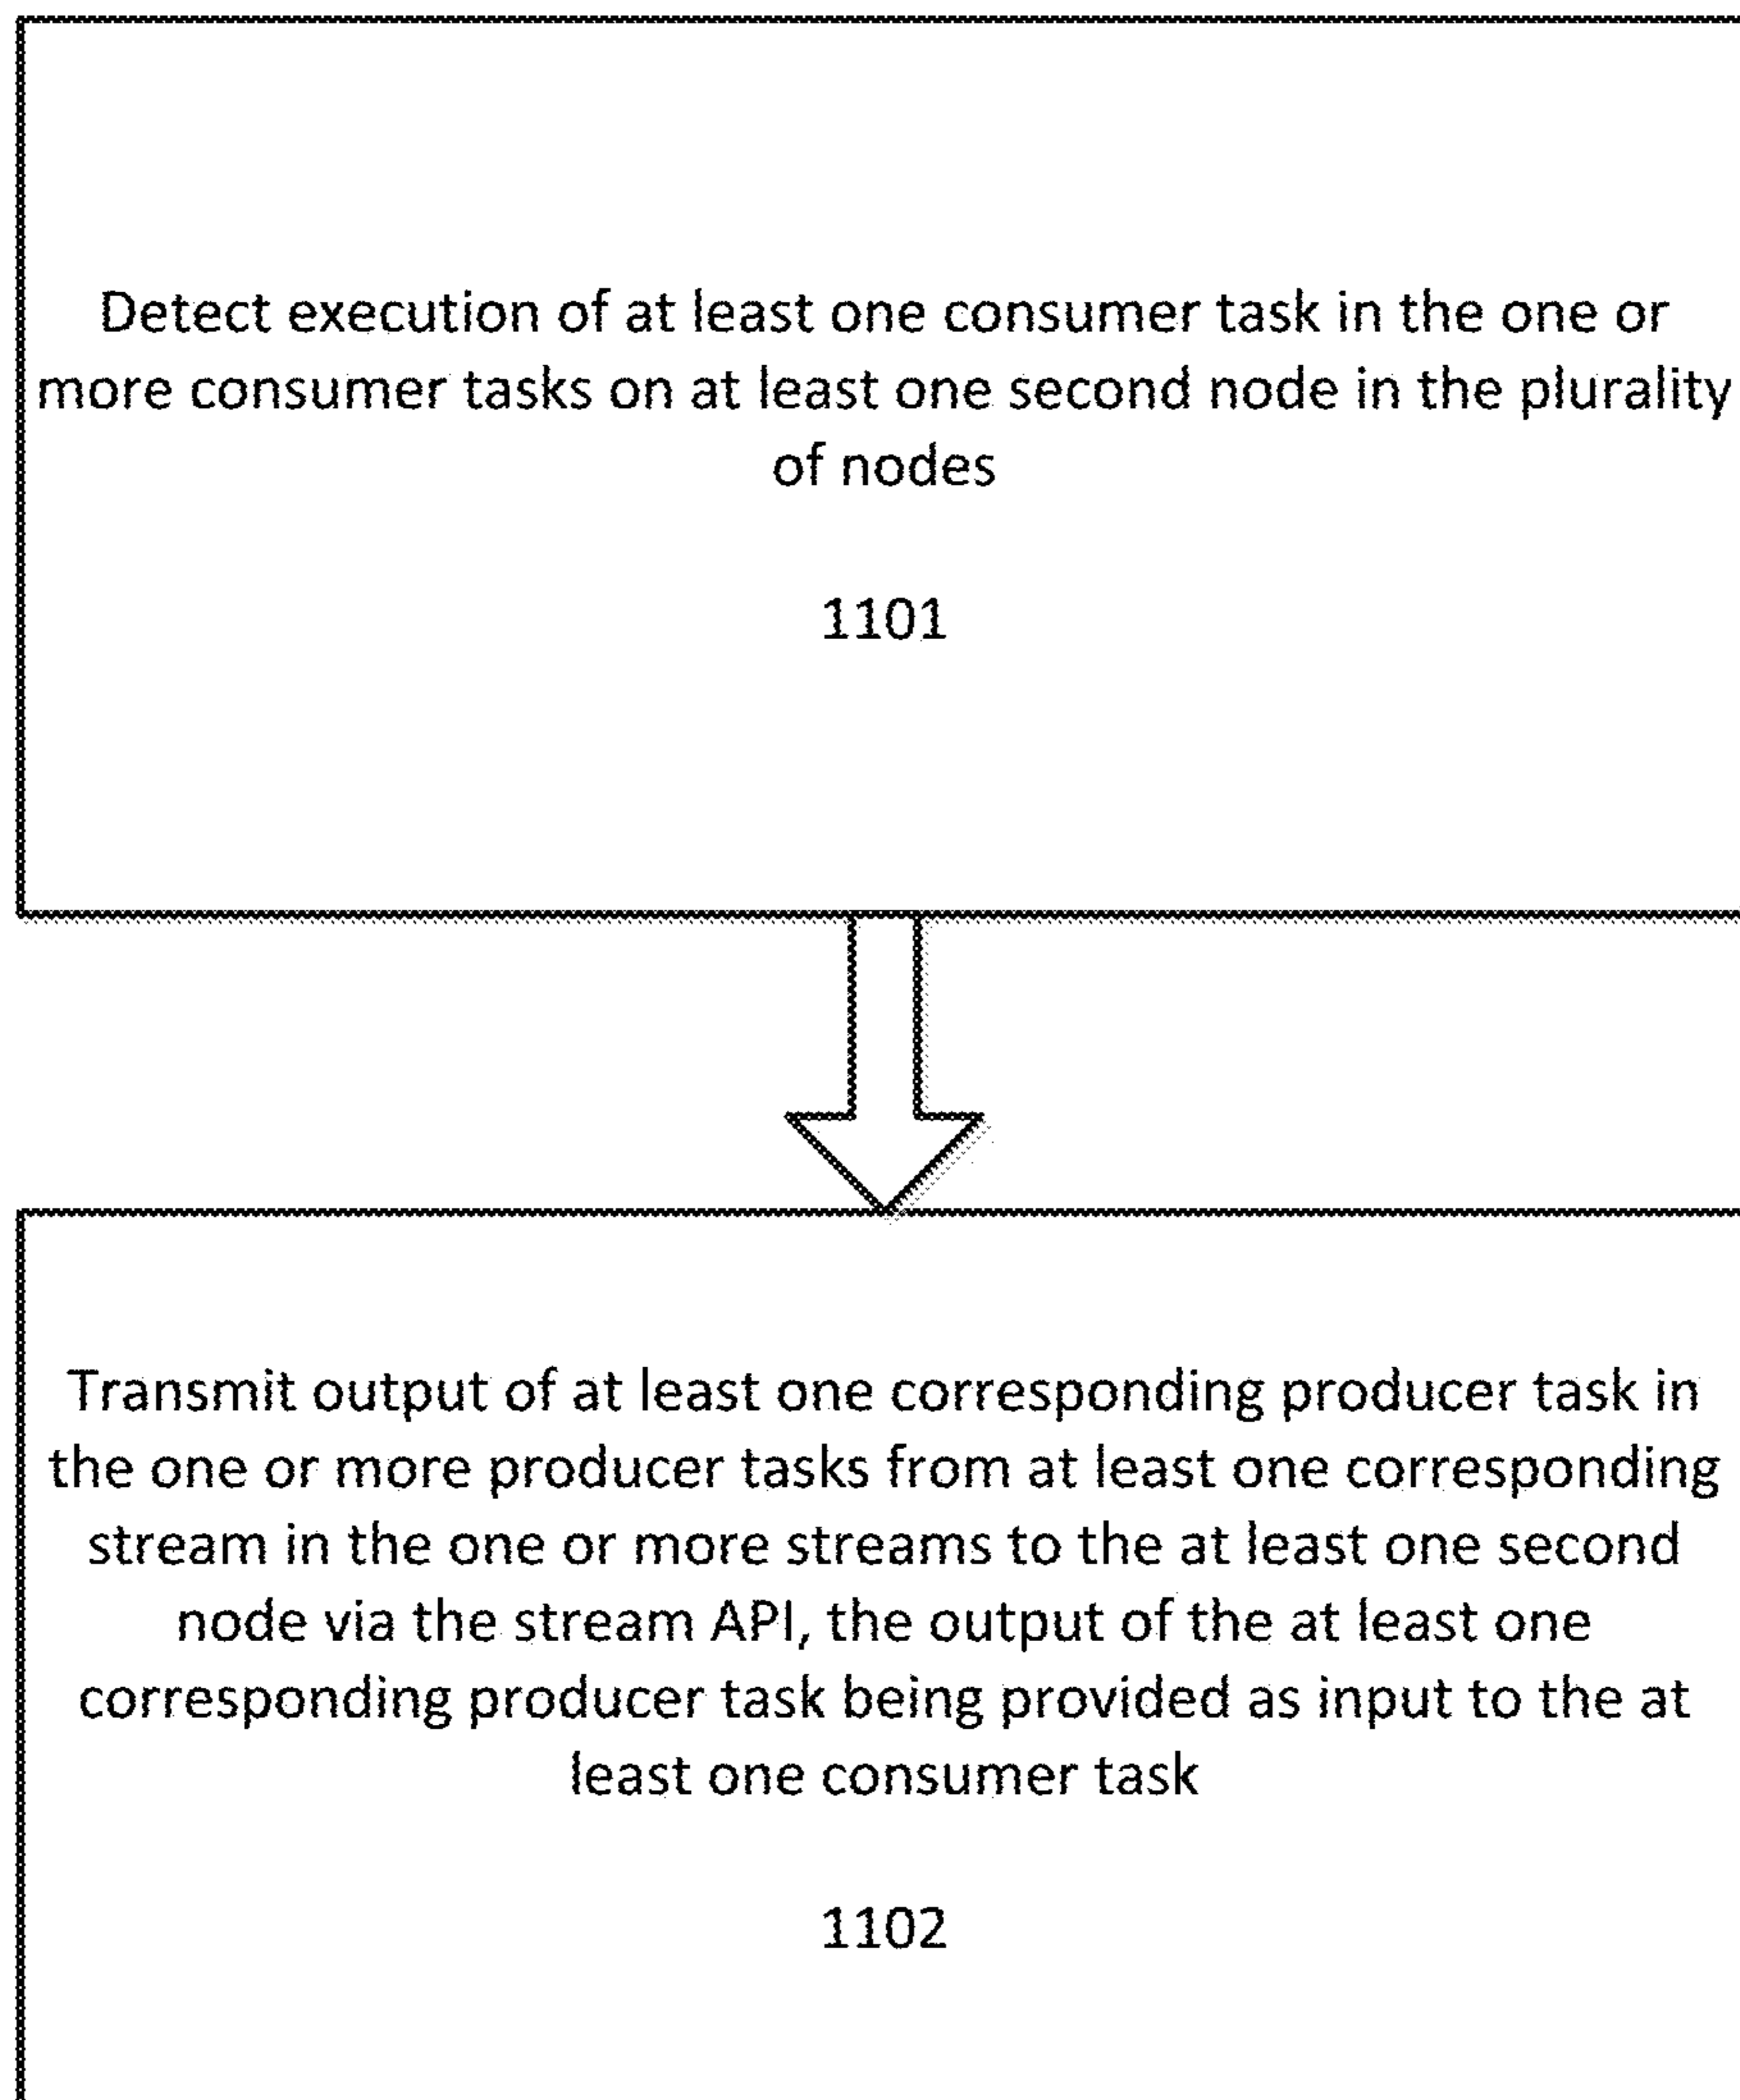 Detect execution of at least one consumer task in the one or
more consumer tasks on at least one second node in the plurality
of nodes
1101
Transmit output of at least one corresponding producer task in
the one or more producer tasks from at least one corresponding
stream in the one or more streams to the at least one second
node via the stream API, the output of the at least one
corresponding producer task being provided as input to the at
least one consumer task
1102